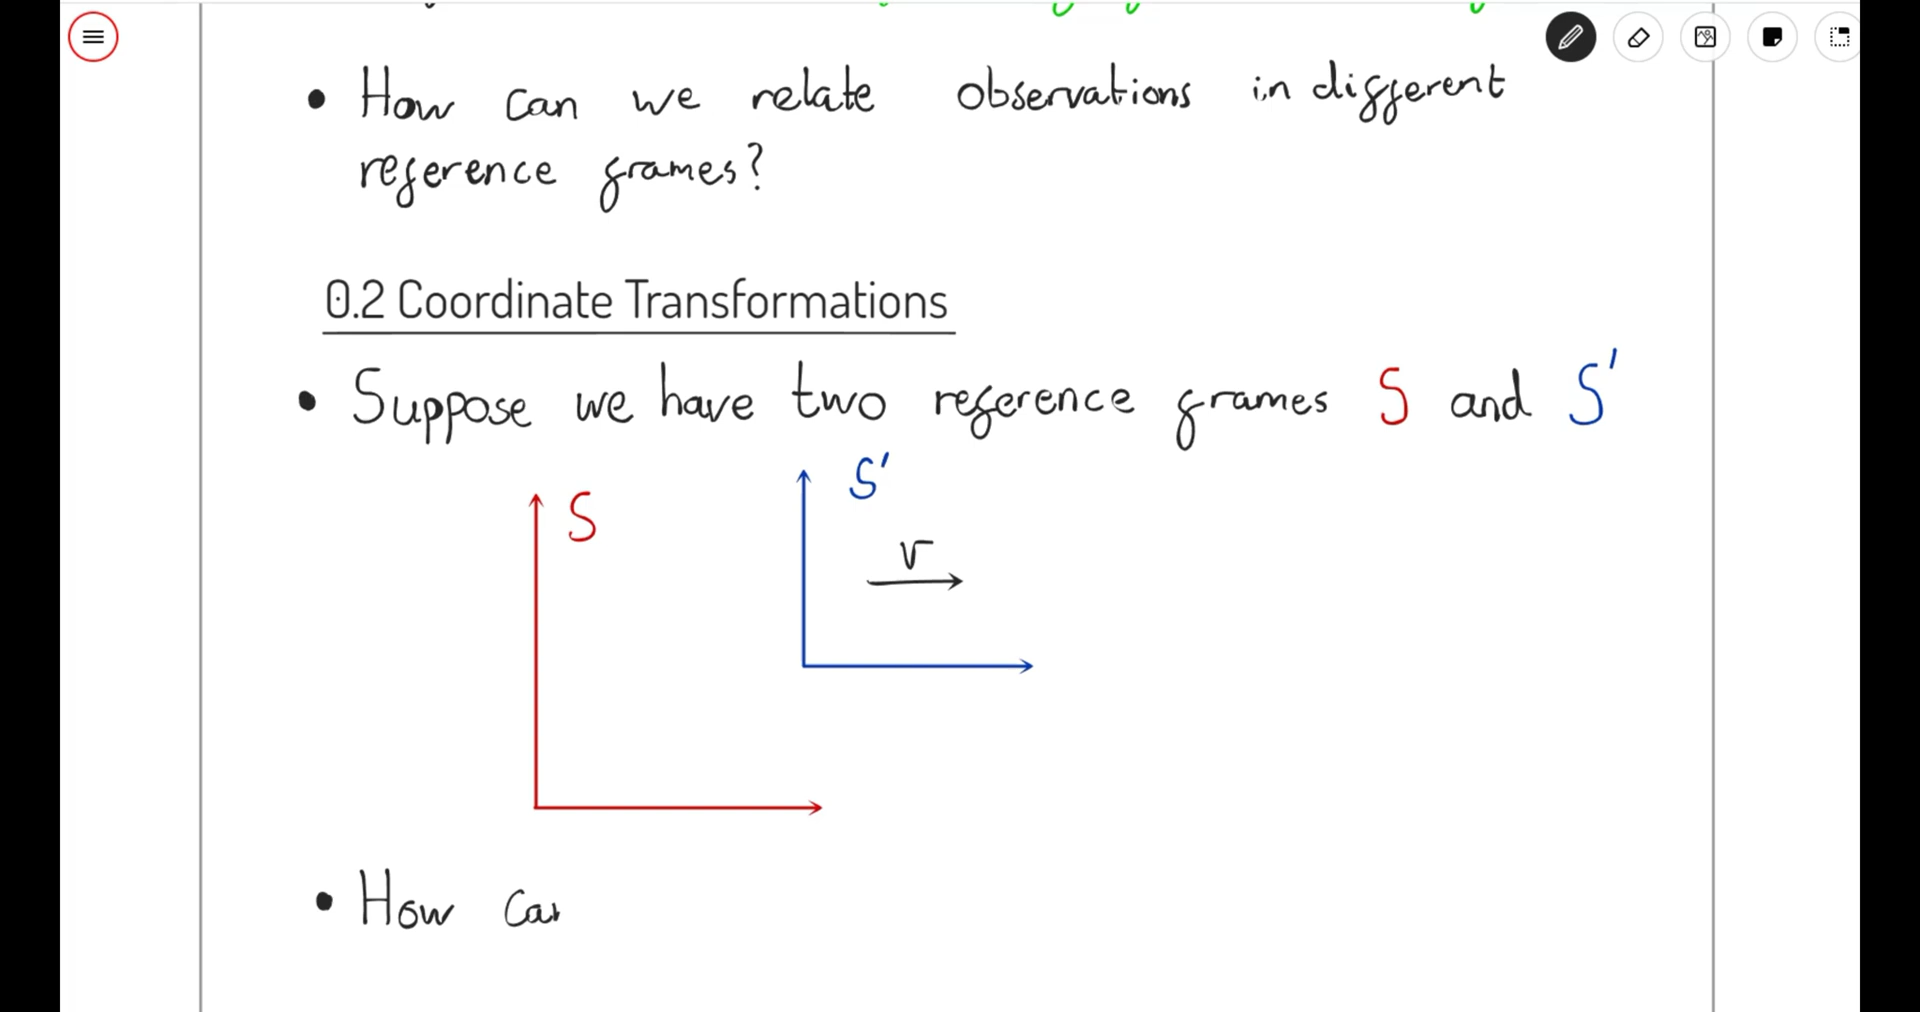 • How can we relate observations in different
reference frames?
0.2 Coordinate Transformations
• Suppose we have two reference frames S and S'
S
S'
v
• How can